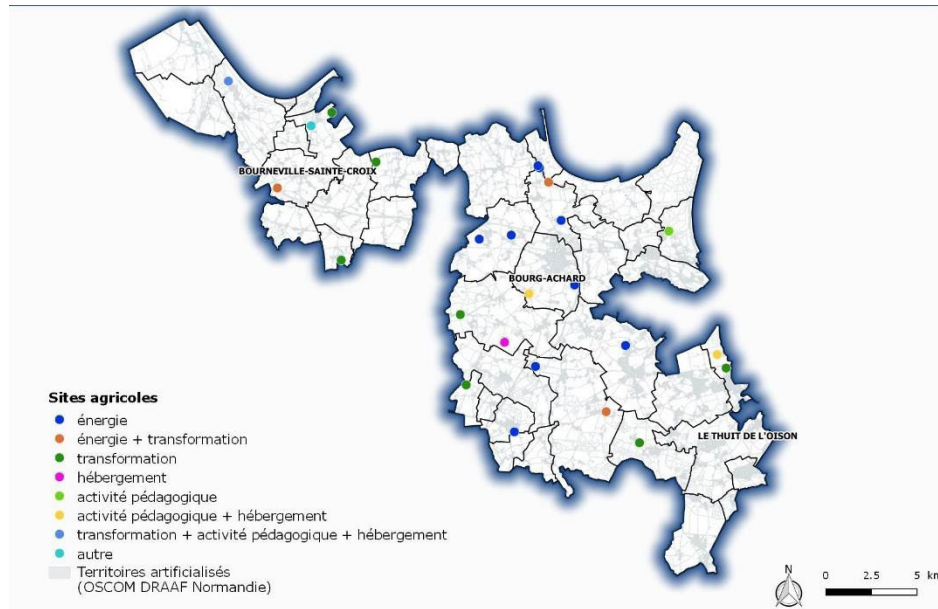 BOURNEVILLE-SAINTE-CROIX
BOURG-ACHARD
LE THUIT DE L'OISON
Sites agricoles
énergie
énergie + transformation
transformation
hébergement
activité pédagogique
activité pédagogique + hébergement
transformation + activité pédagogique + hébergement
autre
Territoires artificialisés
(OSCOM DRAAF Normandie)
N
0 2.5 5 km